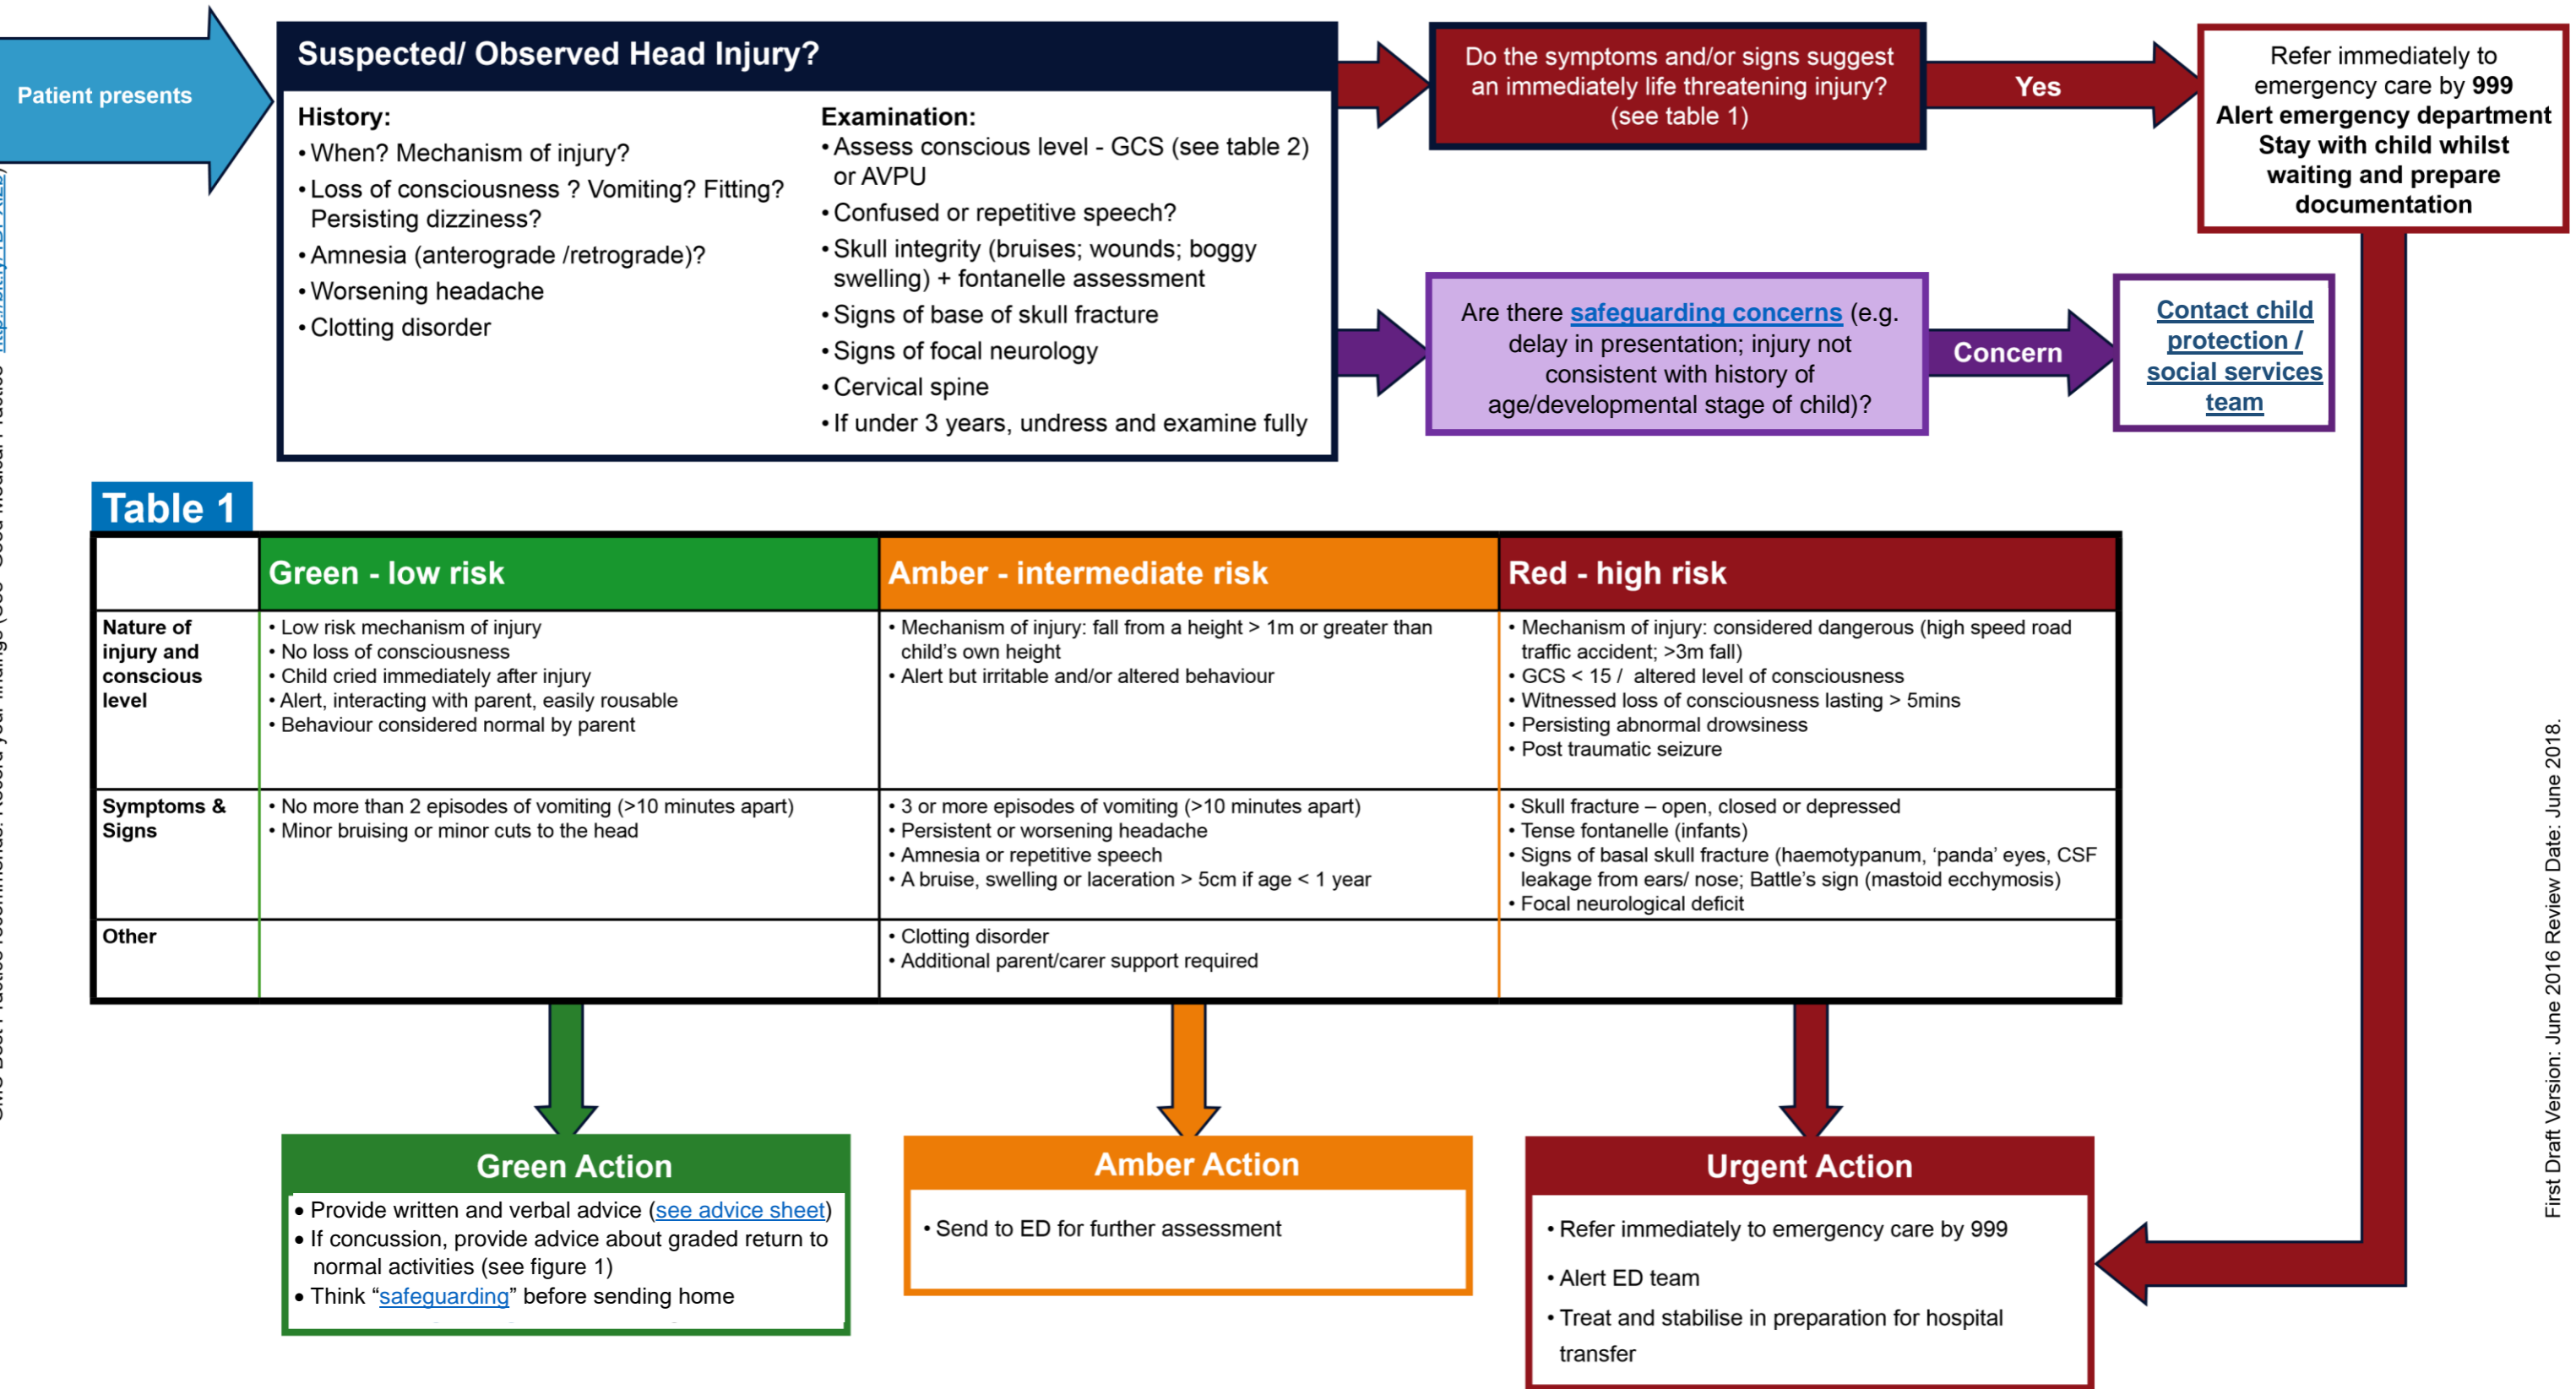 Patient presents
Suspected/ Observed Head Injury?
History:
• When? Mechanism of injury?
• Loss of consciousness ? Vomiting? Fitting?
Persisting dizziness?
• Amnesia (anterograde /retrograde)?
• Worsening headache
• Clotting disorder
Examination:
• Assess conscious level - GCS (see table 2)
or AVPU
• Confused or repetitive speech?
• Skull integrity (bruises; wounds; boggy
swelling) + fontanelle assessment
• Signs of base of skull fracture
• Signs of focal neurology
• Cervical spine
• If under 3 years, undress and examine fully
Do the symptoms and/or signs suggest
an immediately life threatening injury?
(see table 1)
Yes
Refer immediately to
emergency care by 999
Alert emergency department
Stay with child whilst
waiting and prepare
documentation
Are there safeguarding concerns (e.g.
delay in presentation; injury not
consistent with history of
age/developmental stage of child)?
Concern
Contact child
protection /
social services
team
Table 1
Green - low risk
Amber - intermediate risk
Red - high risk
Nature of
injury and
conscious
level
• Low risk mechanism of injury
• No loss of consciousness
• Child cried immediately after injury
• Alert, interacting with parent, easily rousable
• Behaviour considered normal by parent
• Mechanism of injury: fall from a height > 1m or greater than
child's own height
• Alert but irritable and/or altered behaviour
• Mechanism of injury: considered dangerous (high speed road
traffic accident; >3m fall)
• GCS < 15 / altered level of consciousness
• Witnessed loss of consciousness lasting > 5mins
• Persisting abnormal drowsiness
• Post traumatic seizure
Symptoms &
Signs
• No more than 2 episodes of vomiting (>10 minutes apart)
• Minor bruising or minor cuts to the head
• 3 or more episodes of vomiting (>10 minutes apart)
• Persistent or worsening headache
• Amnesia or repetitive speech
• A bruise, swelling or laceration > 5cm if age < 1 year
• Skull fracture – open, closed or depressed
• Tense fontanelle (infants)
• Signs of basal skull fracture (haemotypanum, 'panda' eyes, CSF
leakage from ears/ nose; Battle's sign (mastoid ecchymosis)
• Focal neurological deficit
Other
• Clotting disorder
• Additional parent/carer support required
Green Action
• Provide written and verbal advice (see advice sheet)
• If concussion, provide advice about graded return to
normal activities (see figure 1)
• Think “safeguarding” before sending home
Amber Action
• Send to ED for further assessment
Urgent Action
• Refer immediately to emergency care by 999
• Alert ED team
• Treat and stabilise in preparation for hospital
transfer
First Draft Version: June 2016 Review Date: June 2018.